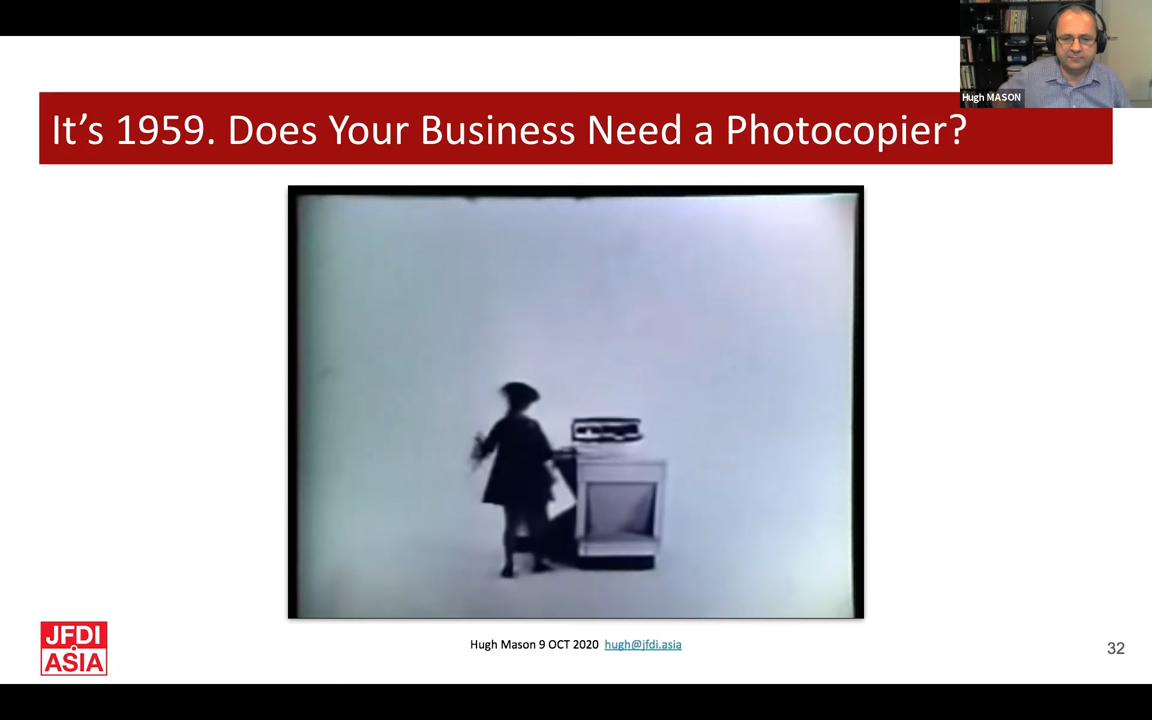 Hugh MASON
It’s 1959. Does Your Business Need a Photocopier?
JFDI
ASIA
Hugh Mason 9 OCT 2020 hugh@jfdi.asia
32